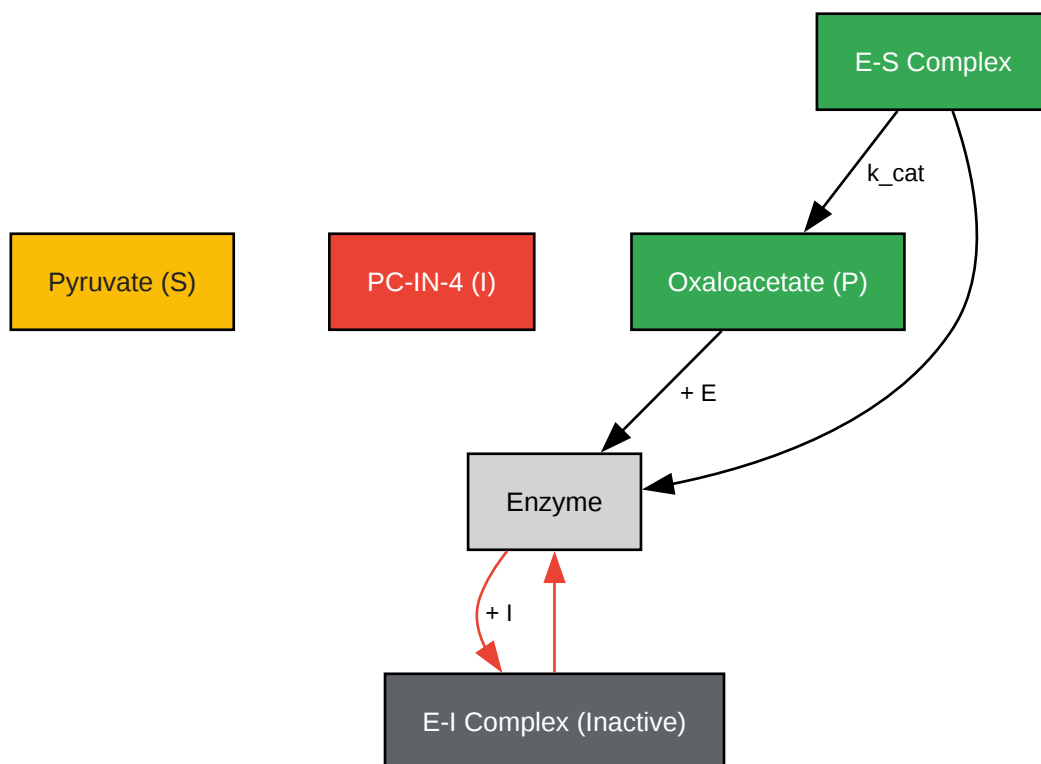 E-S Complex
k_cat
Pyruvate (S)
PC-IN-4 (I)
Oxaloacetate (P)
+ E
Enzyme
+ I
E-I Complex (Inactive)